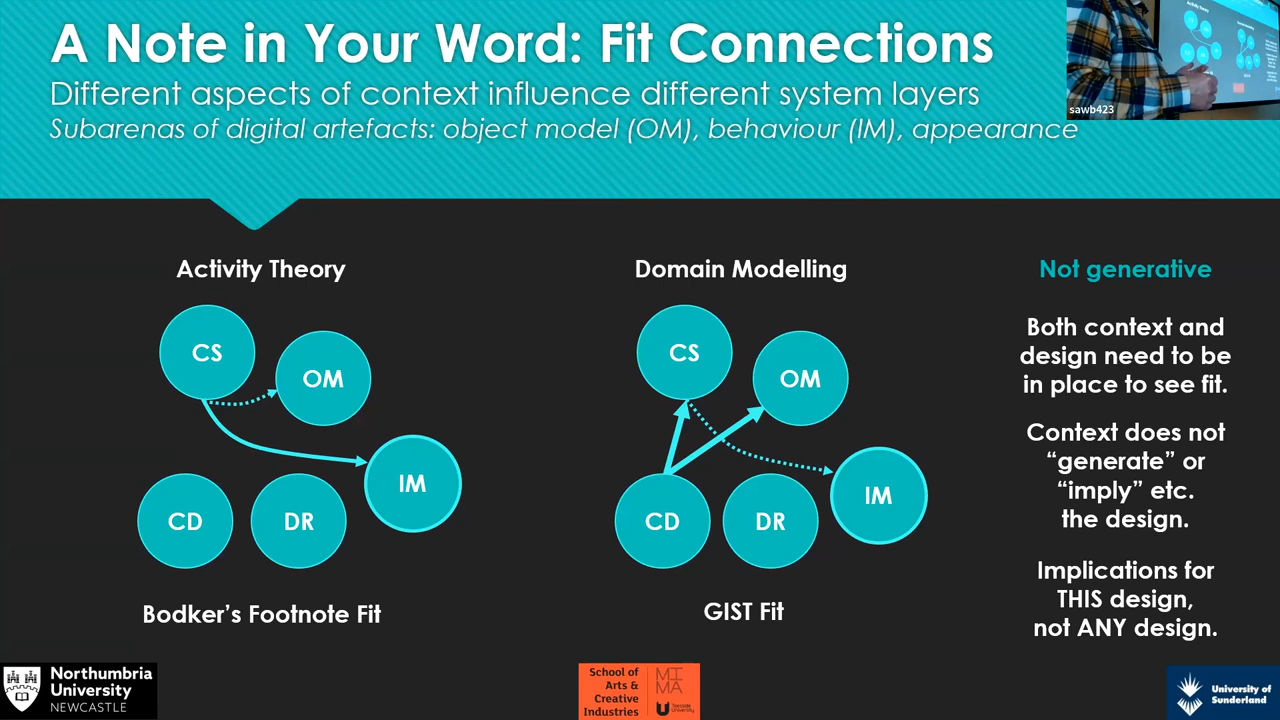 A Note in Your Word: Fit Connections
Different aspects of context influence different system layers
Subarenas of digital artefacts: object model (OM), behaviour (IM), appearance
sawb423
Activity Theory
CS
OM
IM
CD
DR
Bodker's Footnote Fit
Domain Modelling
CS
OM
IM
CD
DR
GIST Fit
Not generative
Both context and
design need to be
in place to see fit.
Context does not
“generate” or
“imply” etc.
the design.
Implications for
THIS design,
not ANY design.
Northumbria
University
NEWCASTLE
School of
Arts &
Creative
Industries
MI
MA
Teesside
University
University of
Sunderland